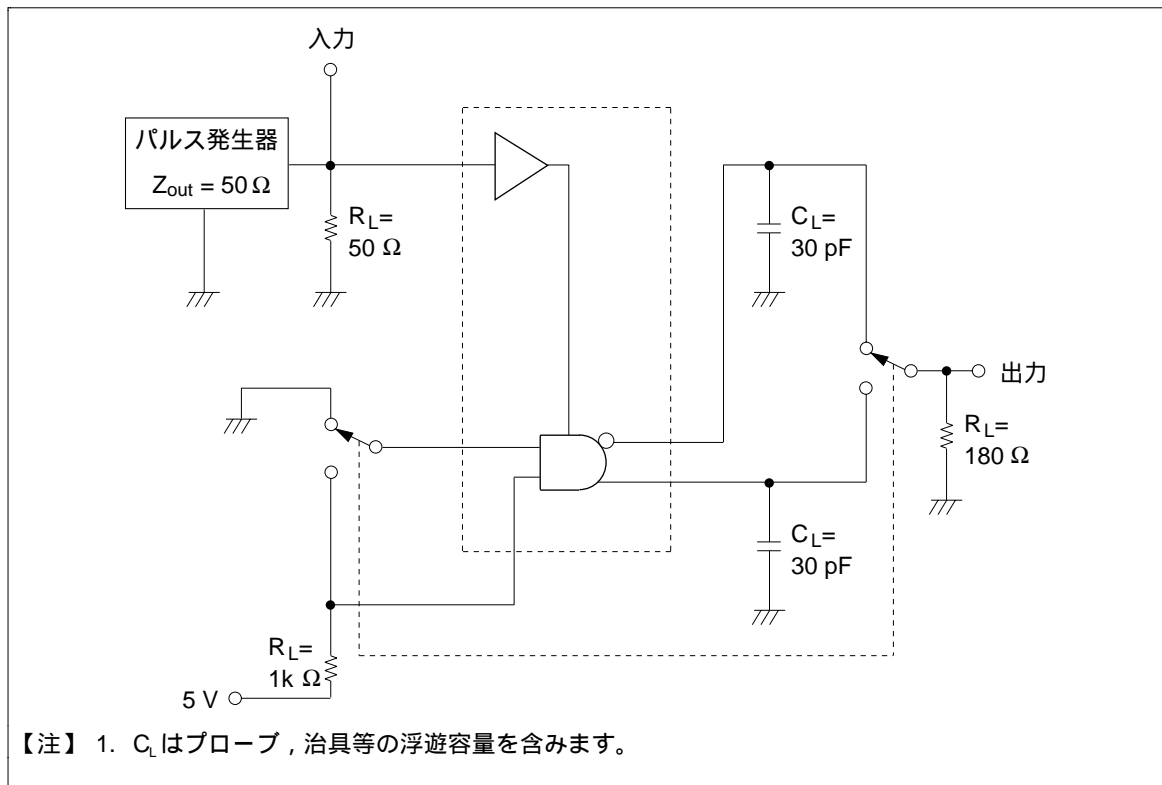 入力
パルス発生器
Zout = 50 Ω
RL=
50 Ω
CL=
30 pF
出力
RL=
180 Ω
CL=
30 pF
RL=
1k Ω
5 V
【注】 1. CLはプローブ , 治具等の浮遊容量を含みます。